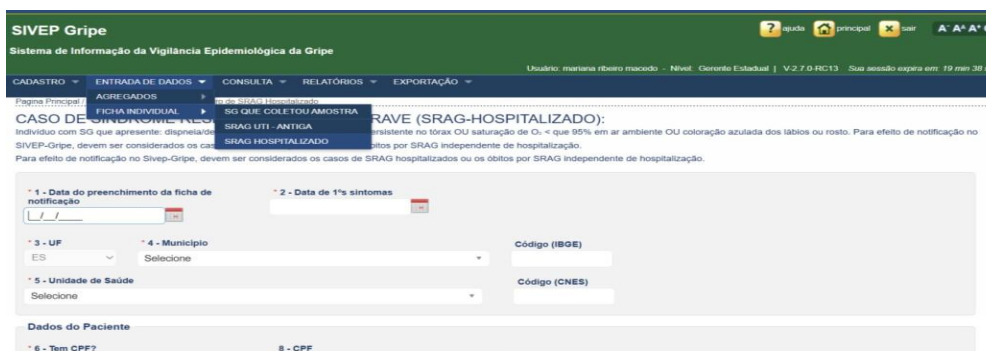 SIVEP Gripe
Sistema de Informação da Vigilância Epidemiológica da Gripe
ajuda principal sair A- A^A A+
Usuário: mariana ribeiro macedo - Nível: Gerente Estadual | V-2.7.0-RC13 Sua sessão expira em: 19 min 38
CADASTRO ENTRADA DE DADOS CONSULTA RELATÓRIOS EXPORTAÇÃO
AGREGADOS
Pagina Principal / ro de SRAG Hospitalizado
FICHA INDIVIDUAL SG QUE COLETOU AMOSTRA
SRAG UTI - ANTIGA
SRAG HOSPITALIZADO
CASO DE SÍNDROME RES RAVE (SRAG-HOSPITALIZADO):
Indivíduo com SG que apresente: dispneia/de ersistente no tórax OU saturação de O₂ < que 95% em ar ambiente OU coloração azulada dos lábios ou rosto. Para efeito de notificação no
SIVEP-Gripe, devem ser considerados os cas bitos por SRAG independente de hospitalização.
Para efeito de notificação no Sivep-Gripe, devem ser considerados os casos de SRAG hospitalizados ou os óbitos por SRAG independente de hospitalização.
* 1 - Data do preenchimento da ficha de notificação
* 2 - Data de 1ºs sintomas
__/__/____
* 3 - UF * 4 - Município Código (IBGE)
ES Selecione
* 5 - Unidade de Saúde Código (CNES)
Selecione
Dados do Paciente
* 6 - Tem CPF? 8 - CPF